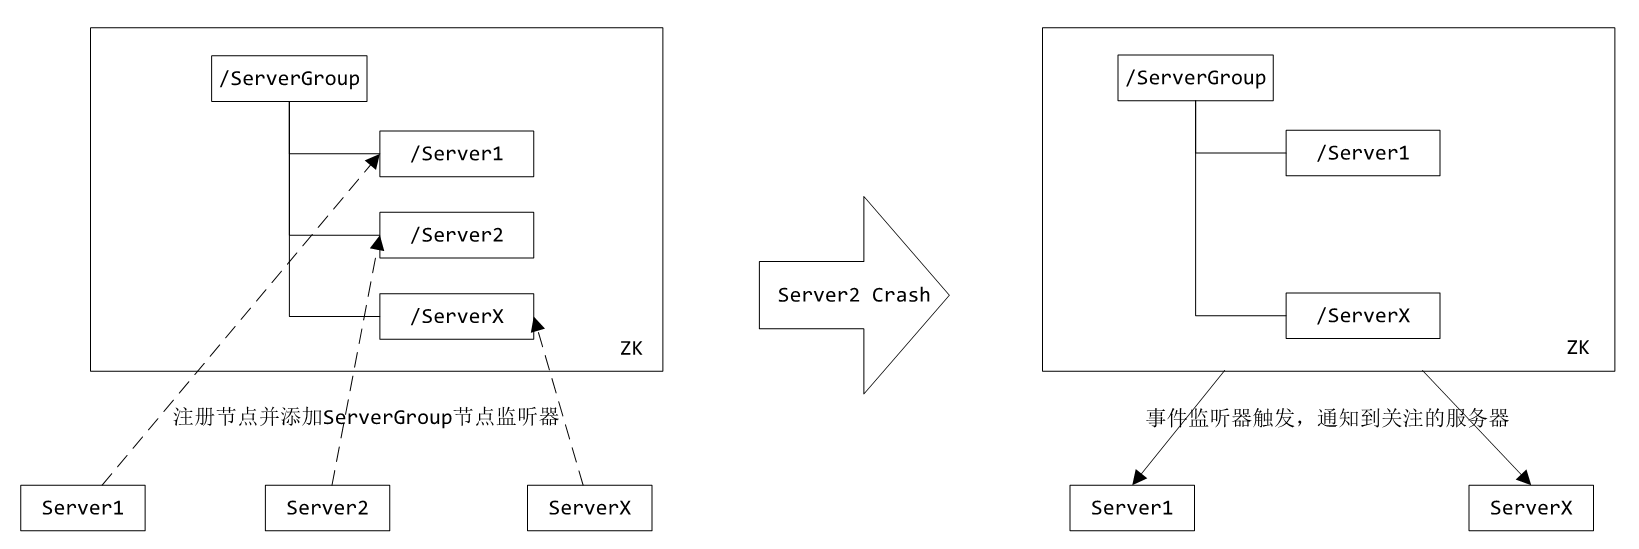 /ServerGroup
/Server1
/Server2
/ServerX
ZK
注册节点并添加ServerGroup节点监听器
Server1
Server2
ServerX
Server2 Crash
/ServerGroup
/Server1
/ServerX
ZK
事件监听器触发，通知到关注的服务器
Server1
ServerX